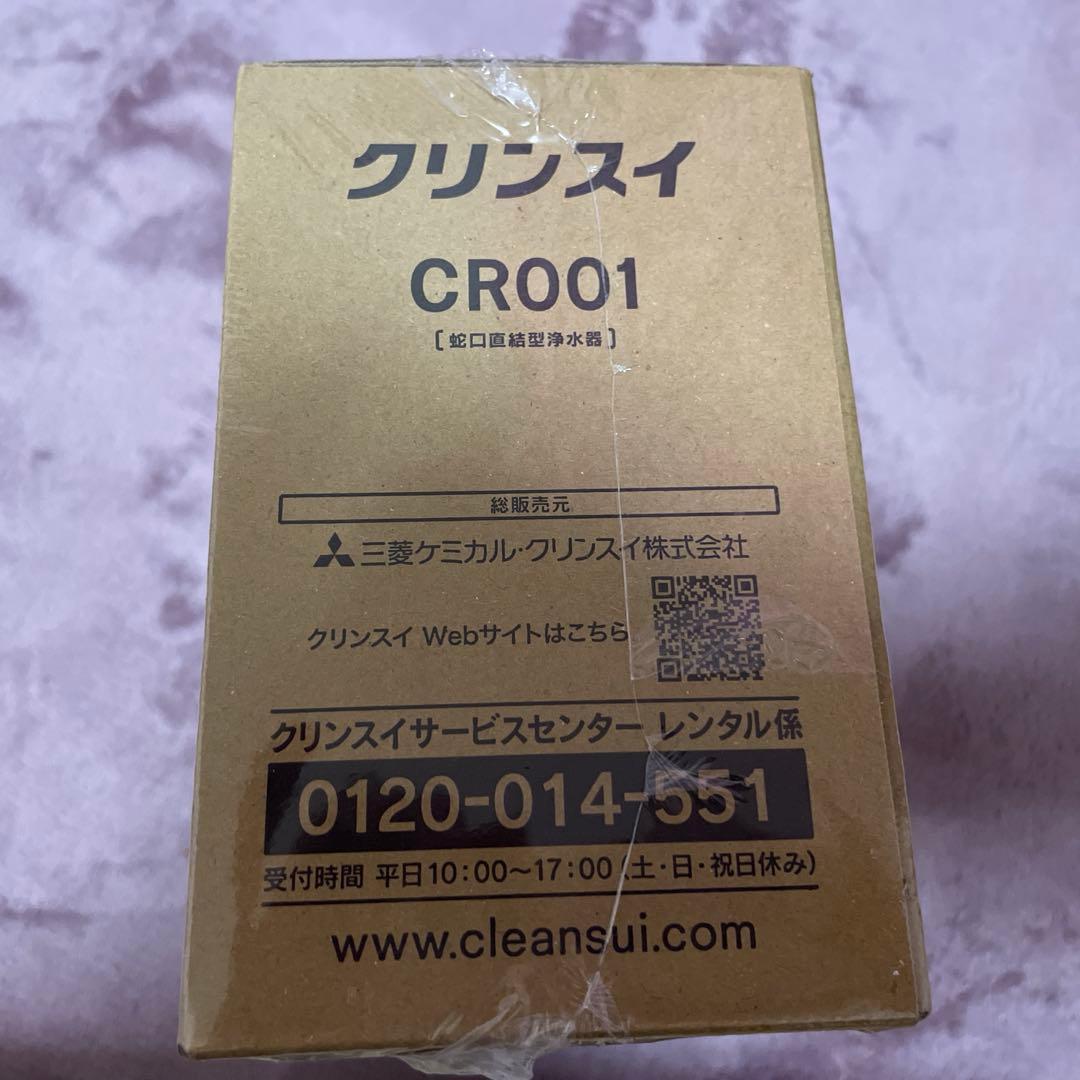 クリンスイ
CR001
[蛇口直結型浄水器]
総販売元
三菱ケミカル・クリンスイ株式会社
クリンスイ Webサイトはこちら
クリンスイサービスセンター レンタル係
0120-014-551
受付時間 平日10:00〜17:00(土・日・祝日休み)
www.cleansui.com